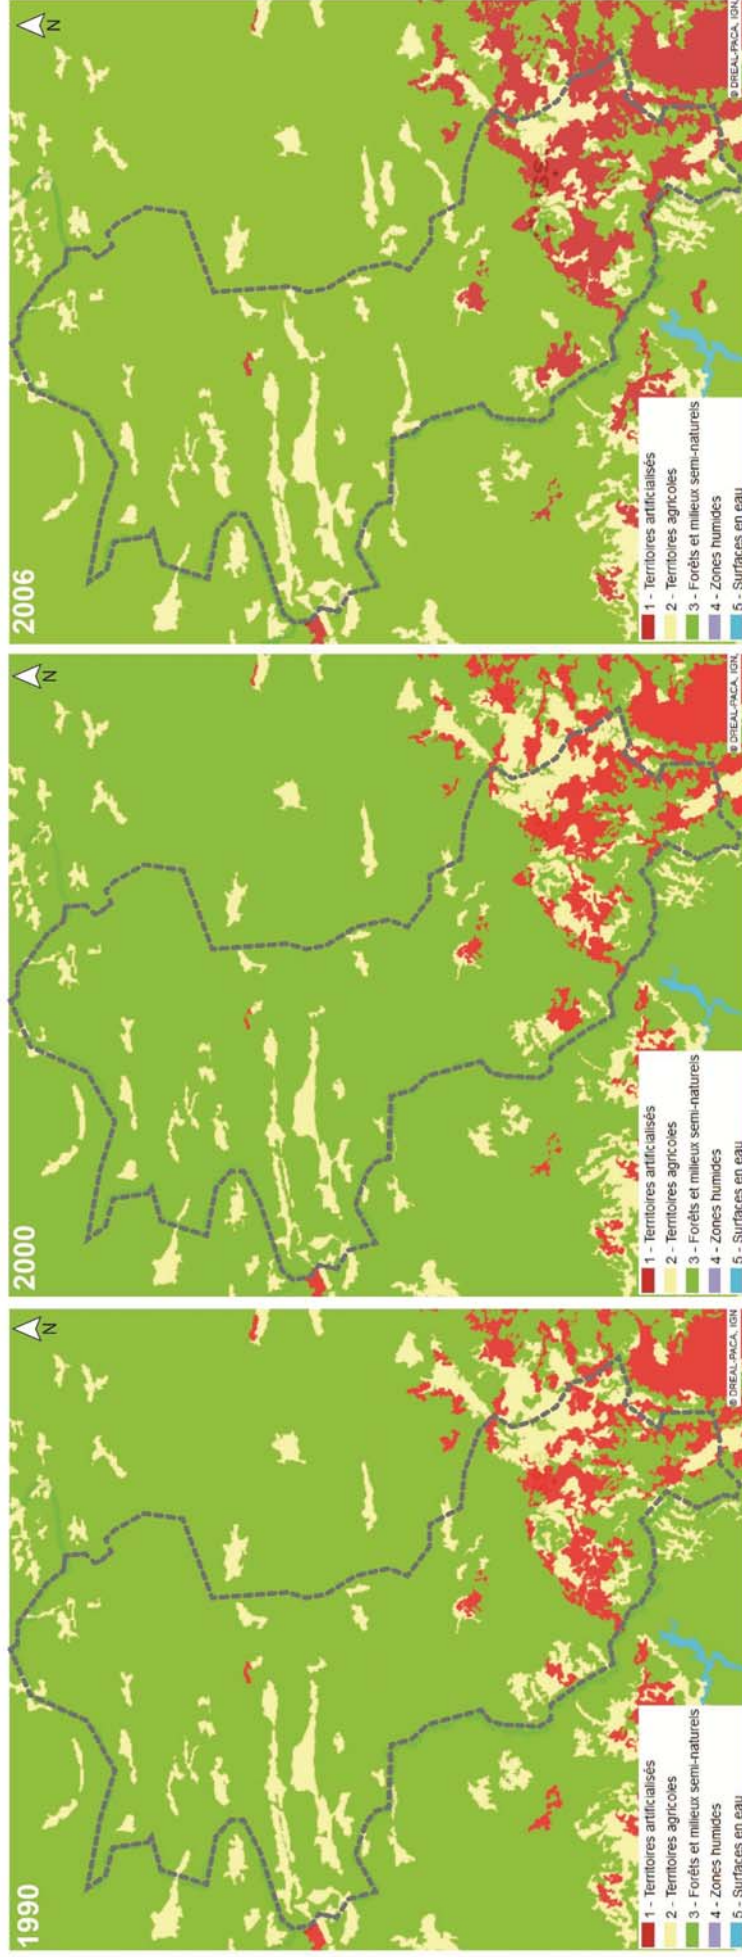 1990
N
1 - Territoires artificialisés
2 - Territoires agricoles
3 - Forêts et milieux semi-naturels
4 - Zones humides
5 - Surfaces en eau
© DREAL-PACA, IGN
2000
N
1 - Territoires artificialisés
2 - Territoires agricoles
3 - Forêts et milieux semi-naturels
4 - Zones humides
5 - Surfaces en eau
© DREAL-PACA, IGN,
2006
N
1 - Territoires artificialisés
2 - Territoires agricoles
3 - Forêts et milieux semi-naturels
4 - Zones humides
5 - Surfaces en eau
© DREAL-PACA, IGN,